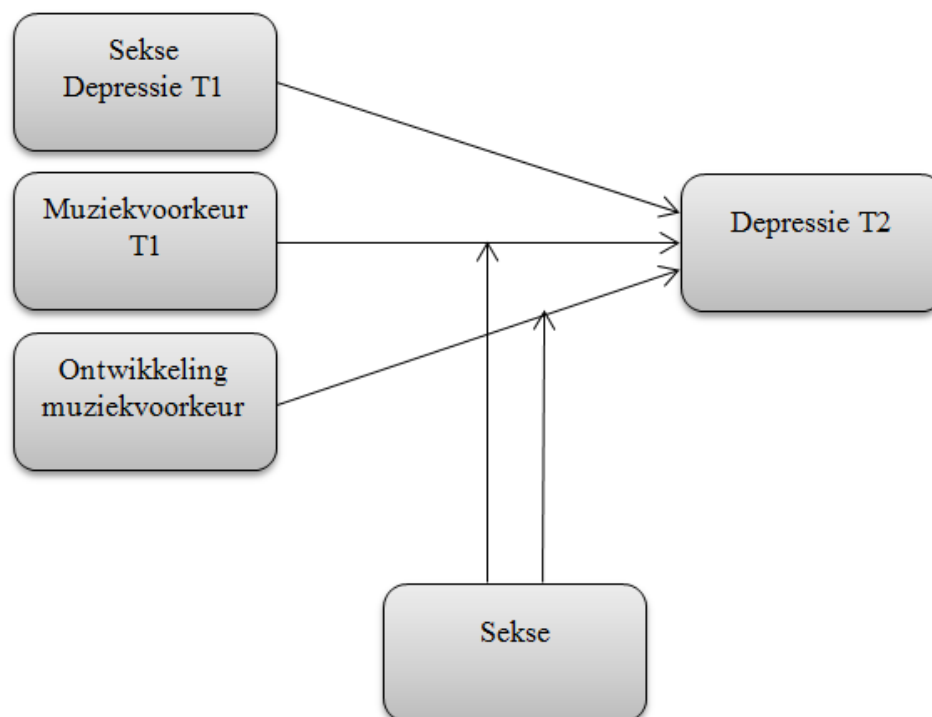 Sekse
Depressie T1
Muziekvoorkeur
T1
Depressie T2
Ontwikkeling
muziekvoorkeur
Sekse